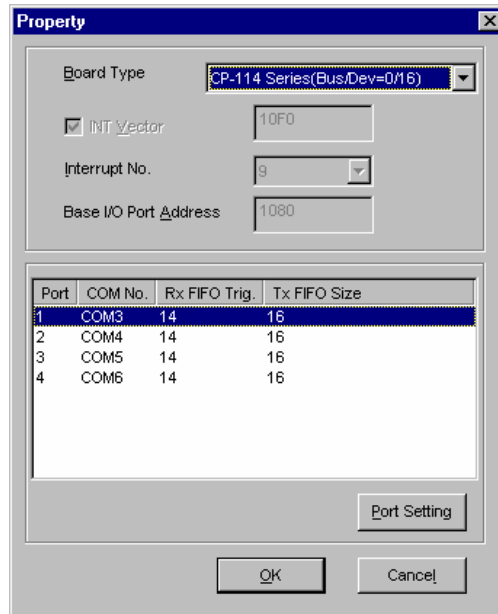 Property
Board Type CP-114 Series(Bus/Dev=0/16)
INT Vector 10F0
Interrupt No. 9
Base I/O Port Address 1080
Port COM No. Rx FIFO Trig. Tx FIFO Size
1 COM3 14 16
2 COM4 14 16
3 COM5 14 16
4 COM6 14 16
Port Setting
OK Cancel